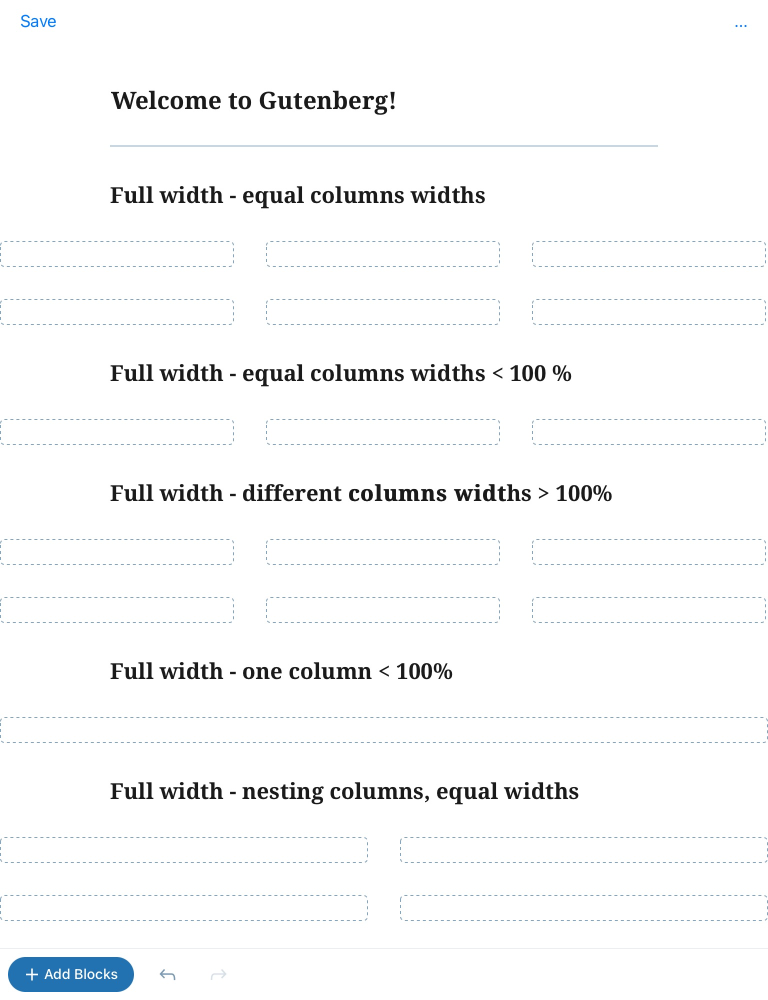 Save ...
Welcome to Gutenberg!
Full width - equal columns widths
Full width - equal columns widths < 100 %
Full width - different columns widths > 100%
Full width - one column < 100%
Full width - nesting columns, equal widths
Add Blocks